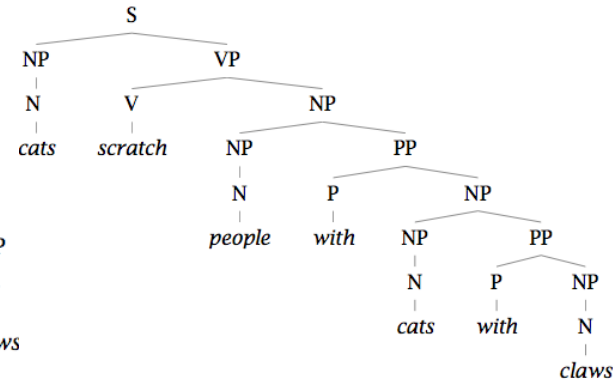 S
NP VP
N V NP
cats scratch NP PP
N P NP
people with NP PP
N P NP
cats with N
claws